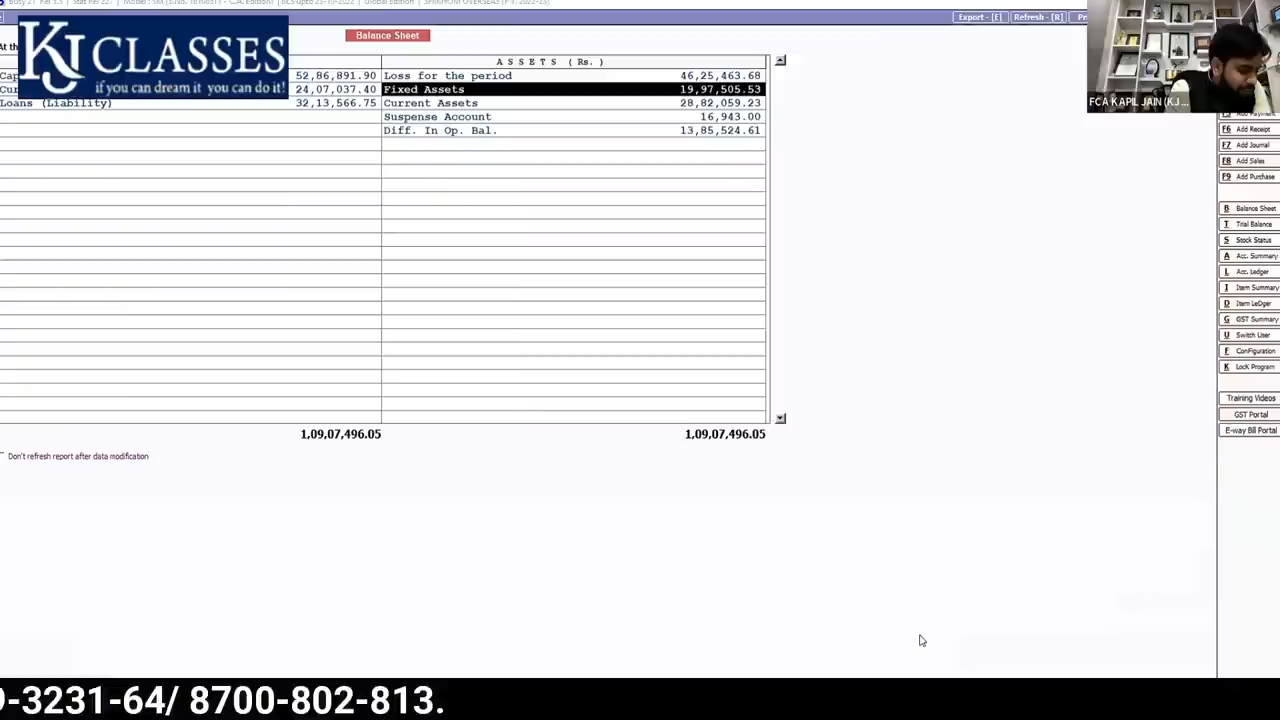 Export - [E] Refresh - [R]
KJ CLASSES
if you can dream it you can do it!
Balance Sheet
A S S E T S ( Rs. )
52,86,891.90 Loss for the period 46,25,463.68
24,07,037.40 Fixed Assets 19,97,505.53
Loans (Liability) 32,13,566.75 Current Assets 28,82,059.23
Suspense Account 16,943.00
Diff. In Op. Bal. 13,85,524.61
1,09,07,496.05 1,09,07,496.05
Don't refresh report after data modification
FCA KAPIL JAIN (KJ ...
F6 Add Receipt
F7 Add Journal
F8 Add Sales
F9 Add Purchase
B Balance Sheet
T Trial Balance
S Stock Status
A Acc. Summary
L Acc. Ledger
I Item Summary
D Item LeDger
G GST Summary
U Switch User
F ConFiguration
K LocK Program
Training Videos
GST Portal
E-way Bill Portal
-3231-64/ 8700-802-813.